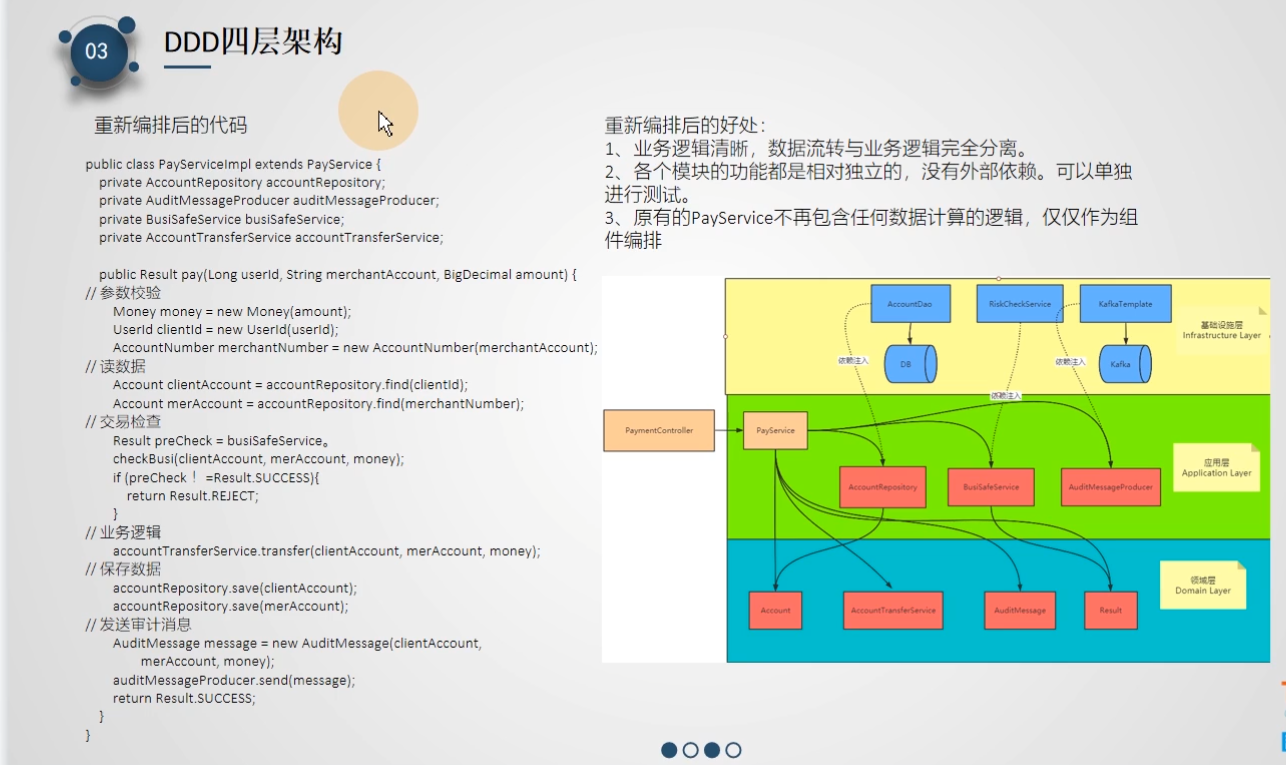 03
DDD四层架构
重新编排后的代码
public class PayServiceImpl extends PayService {
private AccountRepository accountRepository;
private AuditMessageProducer auditMessageProducer;
private BusiSafeService busiSafeService;
private AccountTransferService accountTransferService;
public Result pay(Long userId, String merchantAccount, BigDecimal amount) {
// 参数校验
Money money = new Money(amount);
UserId clientId = new UserId(userId);
AccountNumber merchantNumber = new AccountNumber(merchantAccount);
// 读数据
Account clientAccount = accountRepository.find(clientId);
Account merAccount = accountRepository.find(merchantNumber);
// 交易检查
Result preCheck = busiSafeService。
checkBusi(clientAccount, merAccount, money);
if (preCheck！=Result.SUCCESS){
return Result.REJECT;
}
// 业务逻辑
accountTransferService.transfer(clientAccount, merAccount, money);
// 保存数据
accountRepository.save(clientAccount);
accountRepository.save(merAccount);
// 发送审计消息
AuditMessage message = new AuditMessage(clientAccount,
merAccount, money);
auditMessageProducer.send(message);
return Result.SUCCESS;
}
}
重新编排后的好处：
1、业务逻辑清晰，数据流转与业务逻辑完全分离。
2、各个模块的功能都是相对独立的，没有外部依赖。可以单独
进行测试。
3、原有的PayService不再包含任何数据计算的逻辑，仅仅作为组
件编排
AccountDao
RiskCheckService
KafkaTemplate
基础设施层
Infrastructure Layer
依赖注入
DB
依赖注入
Kafka
依赖注入
PaymentController
PayService
应用层
Application Layer
AccountRepository
BusiSafeService
AuditMessageProducer
领域层
Domain Layer
Account
AccountTransferService
AuditMessage
Result